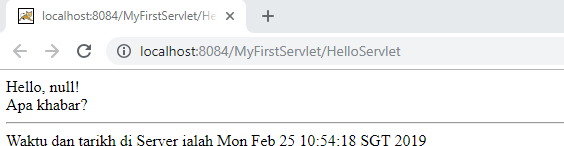 localhost:8084/MyFirstServlet/He
localhost:8084/MyFirstServlet/HelloServlet
Hello, null!
Apa khabar?
Waktu dan tarikh di Server ialah Mon Feb 25 10:54:18 SGT 2019